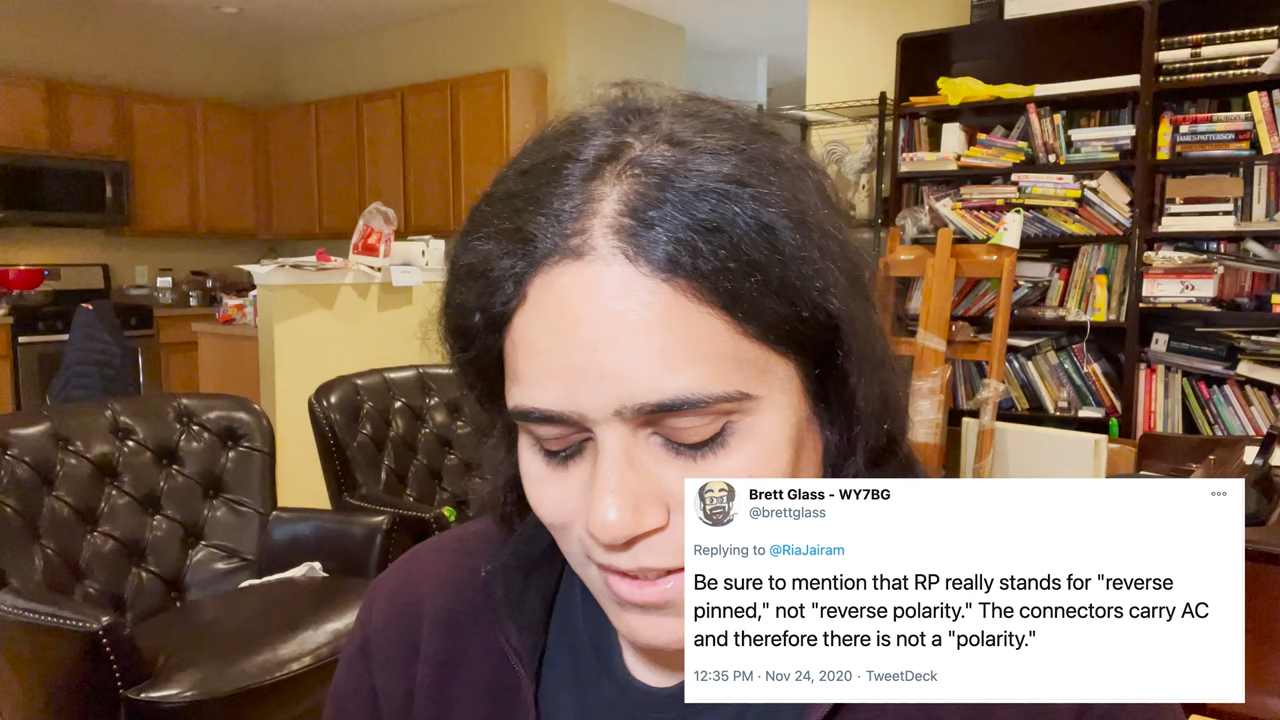 JAMES PATTERSON
Brett Glass - WY7BG
@brettglass
Replying to @RiaJairam
Be sure to mention that RP really stands for "reverse
pinned," not "reverse polarity." The connectors carry AC
and therefore there is not a "polarity."
12:35 PM · Nov 24, 2020 · TweetDeck